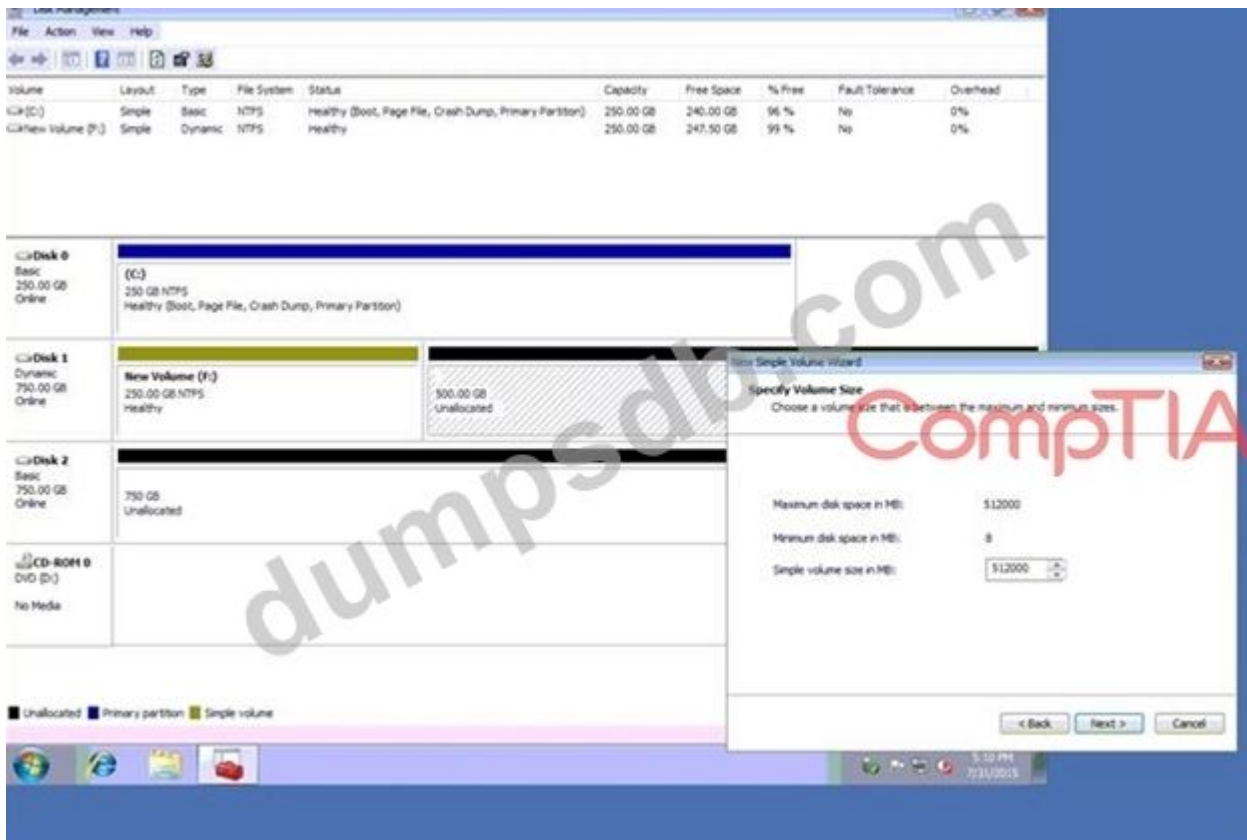 Disk Management
File Action View Help
Volume Layout Type File System Status Capacity Free Space % Free Fault Tolerance Overhead
(C:) Simple Basic NTFS Healthy (Boot, Page File, Crash Dump, Primary Partition) 250.00 GB 240.00 GB 96 % No 0%
New Volume (F:) Simple Dynamic NTFS Healthy 250.00 GB 247.50 GB 99 % No 0%
Disk 0
Basic
250.00 GB
Online
(C:)
250 GB NTFS
Healthy (Boot, Page File, Crash Dump, Primary Partition)
Disk 1
Dynamic
750.00 GB
Online
New Volume (F:)
250.00 GB NTFS
Healthy
500.00 GB
Unallocated
Disk 2
Basic
750.00 GB
Online
750 GB
Unallocated
CD-ROM 0
DVD (D:)
No Media
Unallocated Primary partition Simple volume
New Simple Volume Wizard
Specify Volume Size
Choose a volume size that is between the maximum and minimum sizes.
Maximum disk space in MB: 512000
Minimum disk space in MB: 8
Simple volume size in MB: 512000
< Back Next > Cancel
5:10 PM
7/31/2015
dumpsdb.com
CompTIA